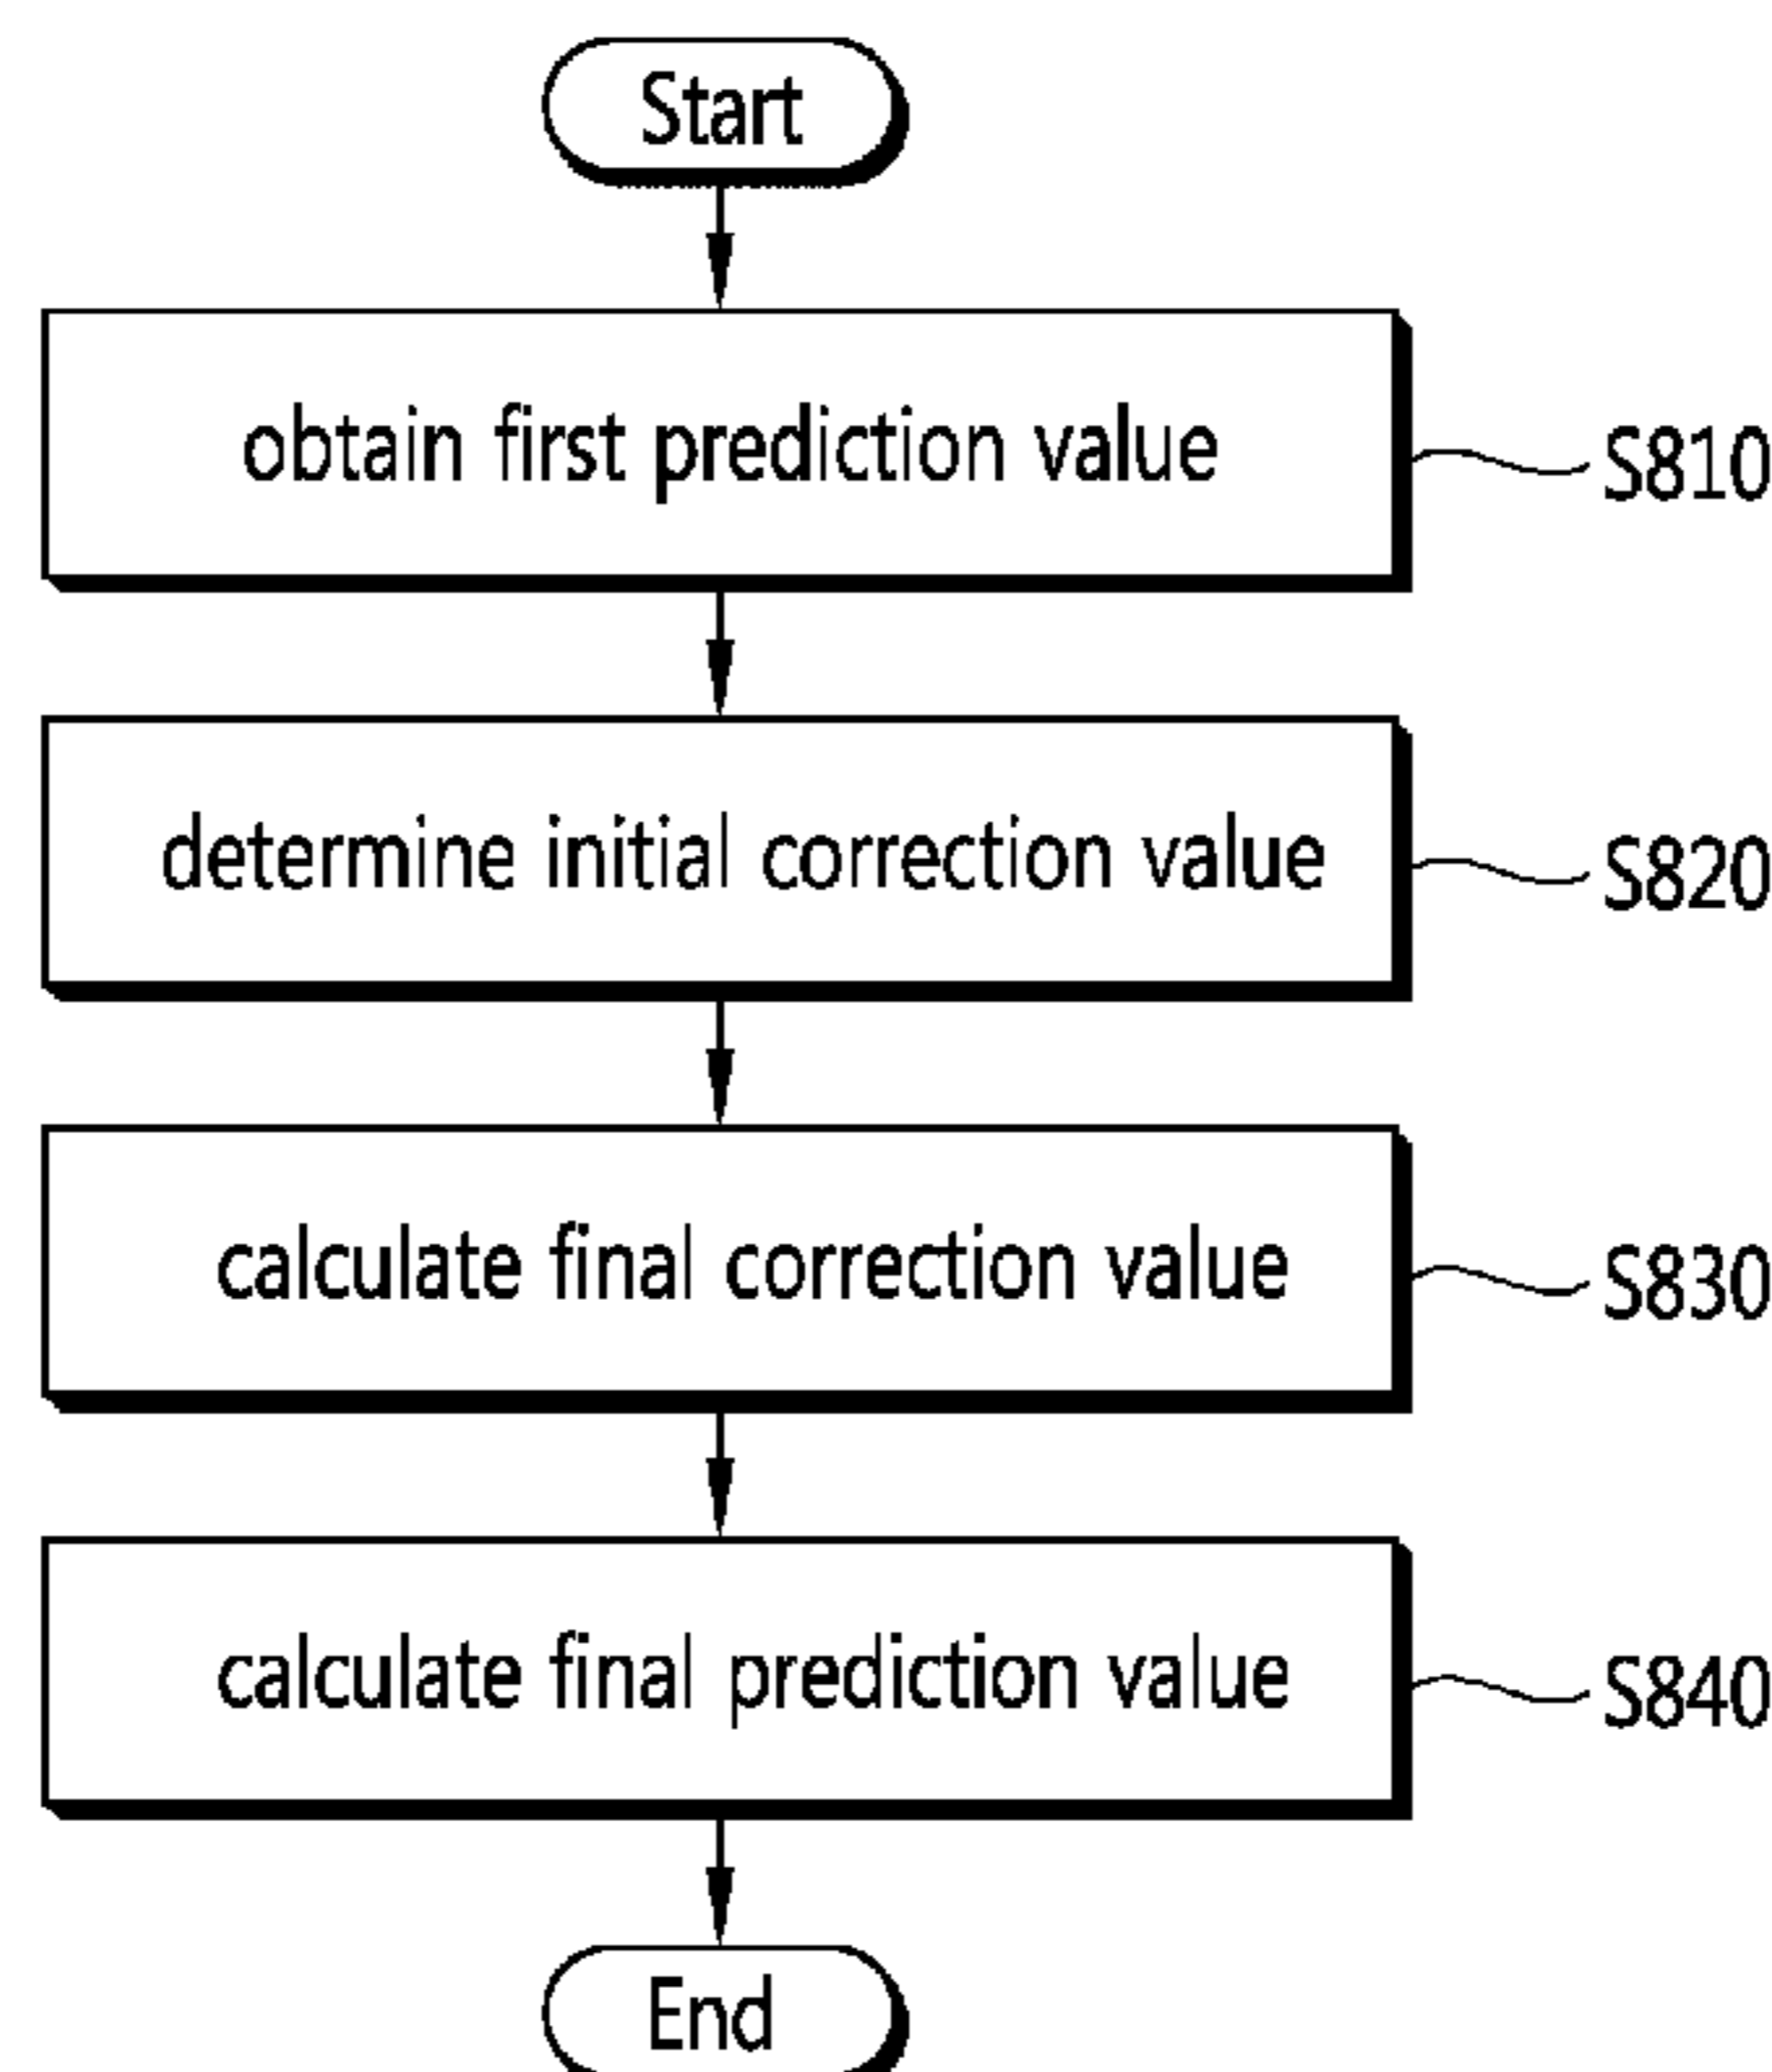 Start
obtain first prediction value
S810
determine initial correction value
S820
calculate final correction value
S830
calculate final prediction value
S840
End